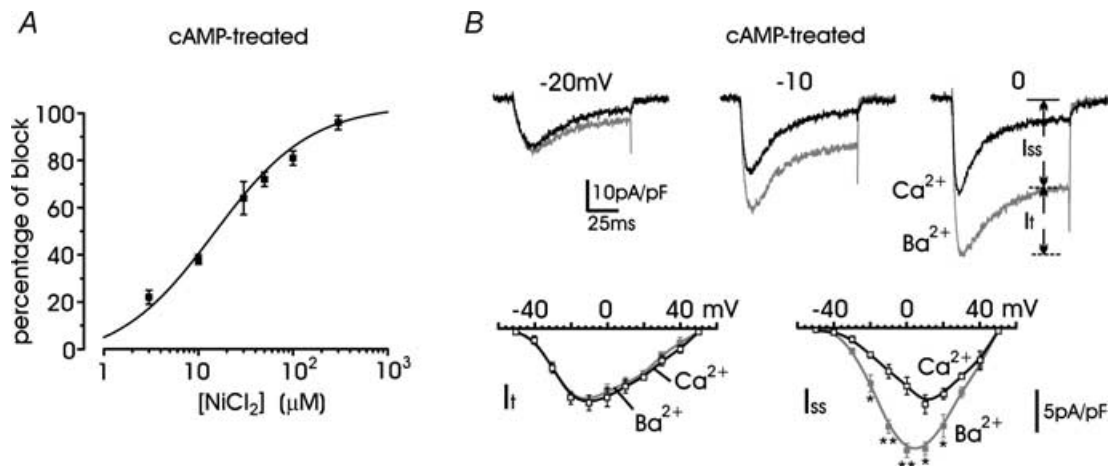 A
cAMP-treated
percentage of block
100
80
60
40
20
0
1 10 10² 10³
[NiCl₂] (μM)
B
cAMP-treated
-20mV -10 0
10pA/pF
25ms
Iss
Ca²⁺
It
Ba²⁺
-40 0 40 mV
It
Ca²⁺
Ba²⁺
-40 0 40 mV
Iss
Ca²⁺
Ba²⁺
5pA/pF
* ** ** * *